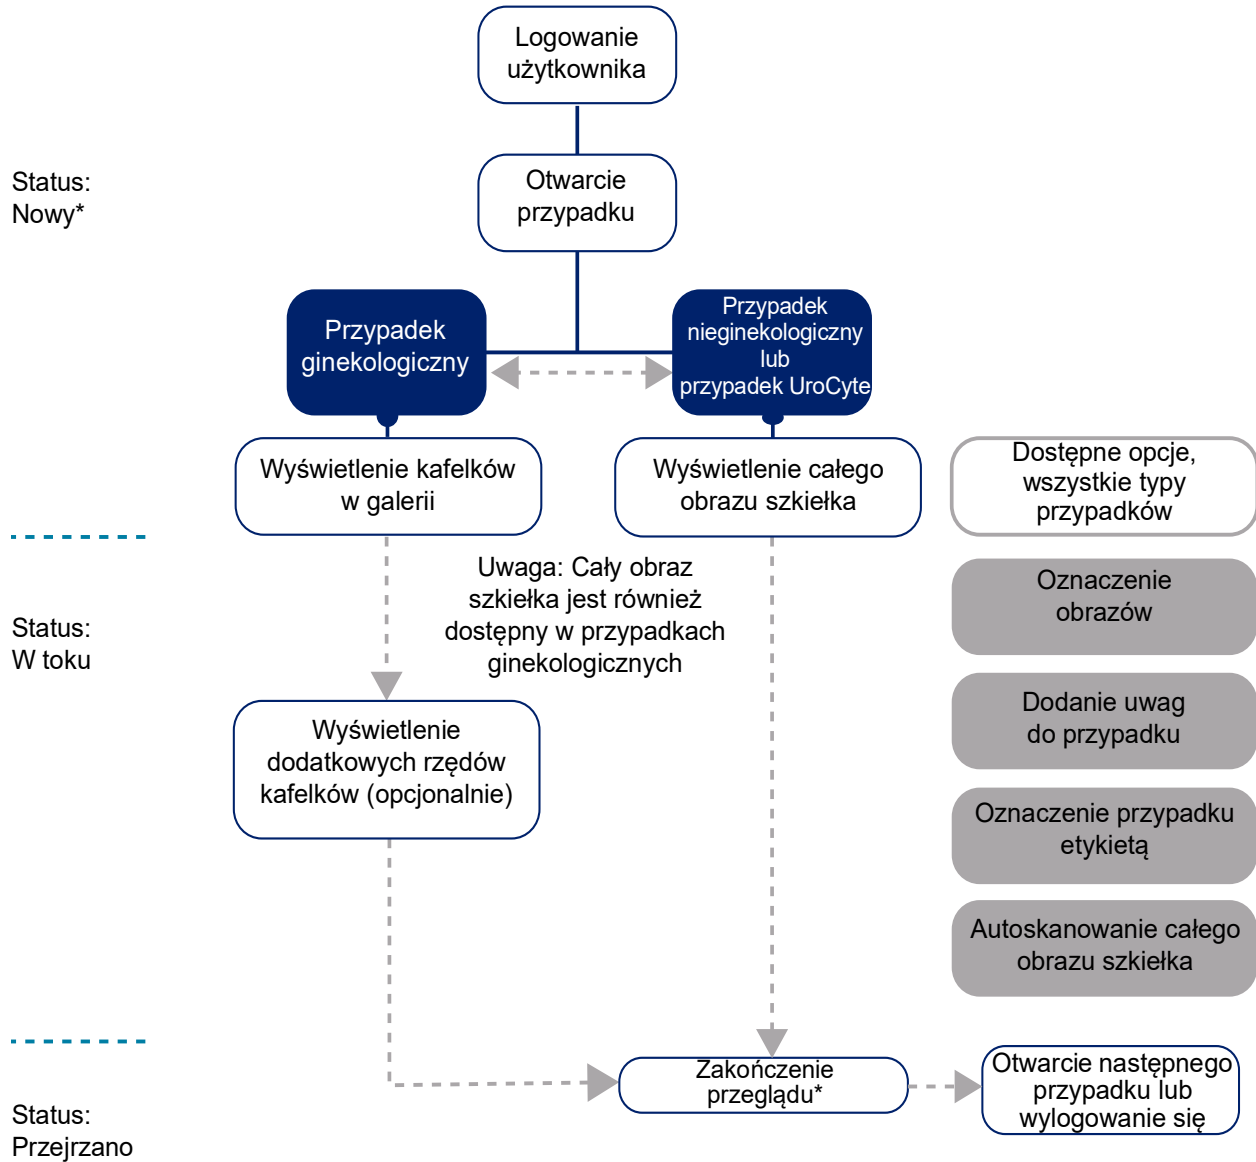 Logowanie
użytkownika
Status:
Nowy*
Otwarcie
przypadku
Przypadek
ginekologiczny
Przypadek
nieginekologiczny
lub
przypadek UroCyte
Wyświetlenie kafelków
w galerii
Wyświetlenie całego
obrazu szkiełka
Dostępne opcje,
wszystkie typy
przypadków
Uwaga: Cały obraz
szkiełka jest również
dostępny w przypadkach
ginekologicznych
Oznaczenie
obrazów
Status:
W toku
Dodanie uwag
do przypadku
Wyświetlenie
dodatkowych rzędów
kafelków (opcjonalnie)
Oznaczenie przypadku
etykietą
Autoskanowanie całego
obrazu szkiełka
Zakończenie
przeglądu*
Otwarcie następnego
przypadku lub
wylogowanie się
Status:
Przejrzano